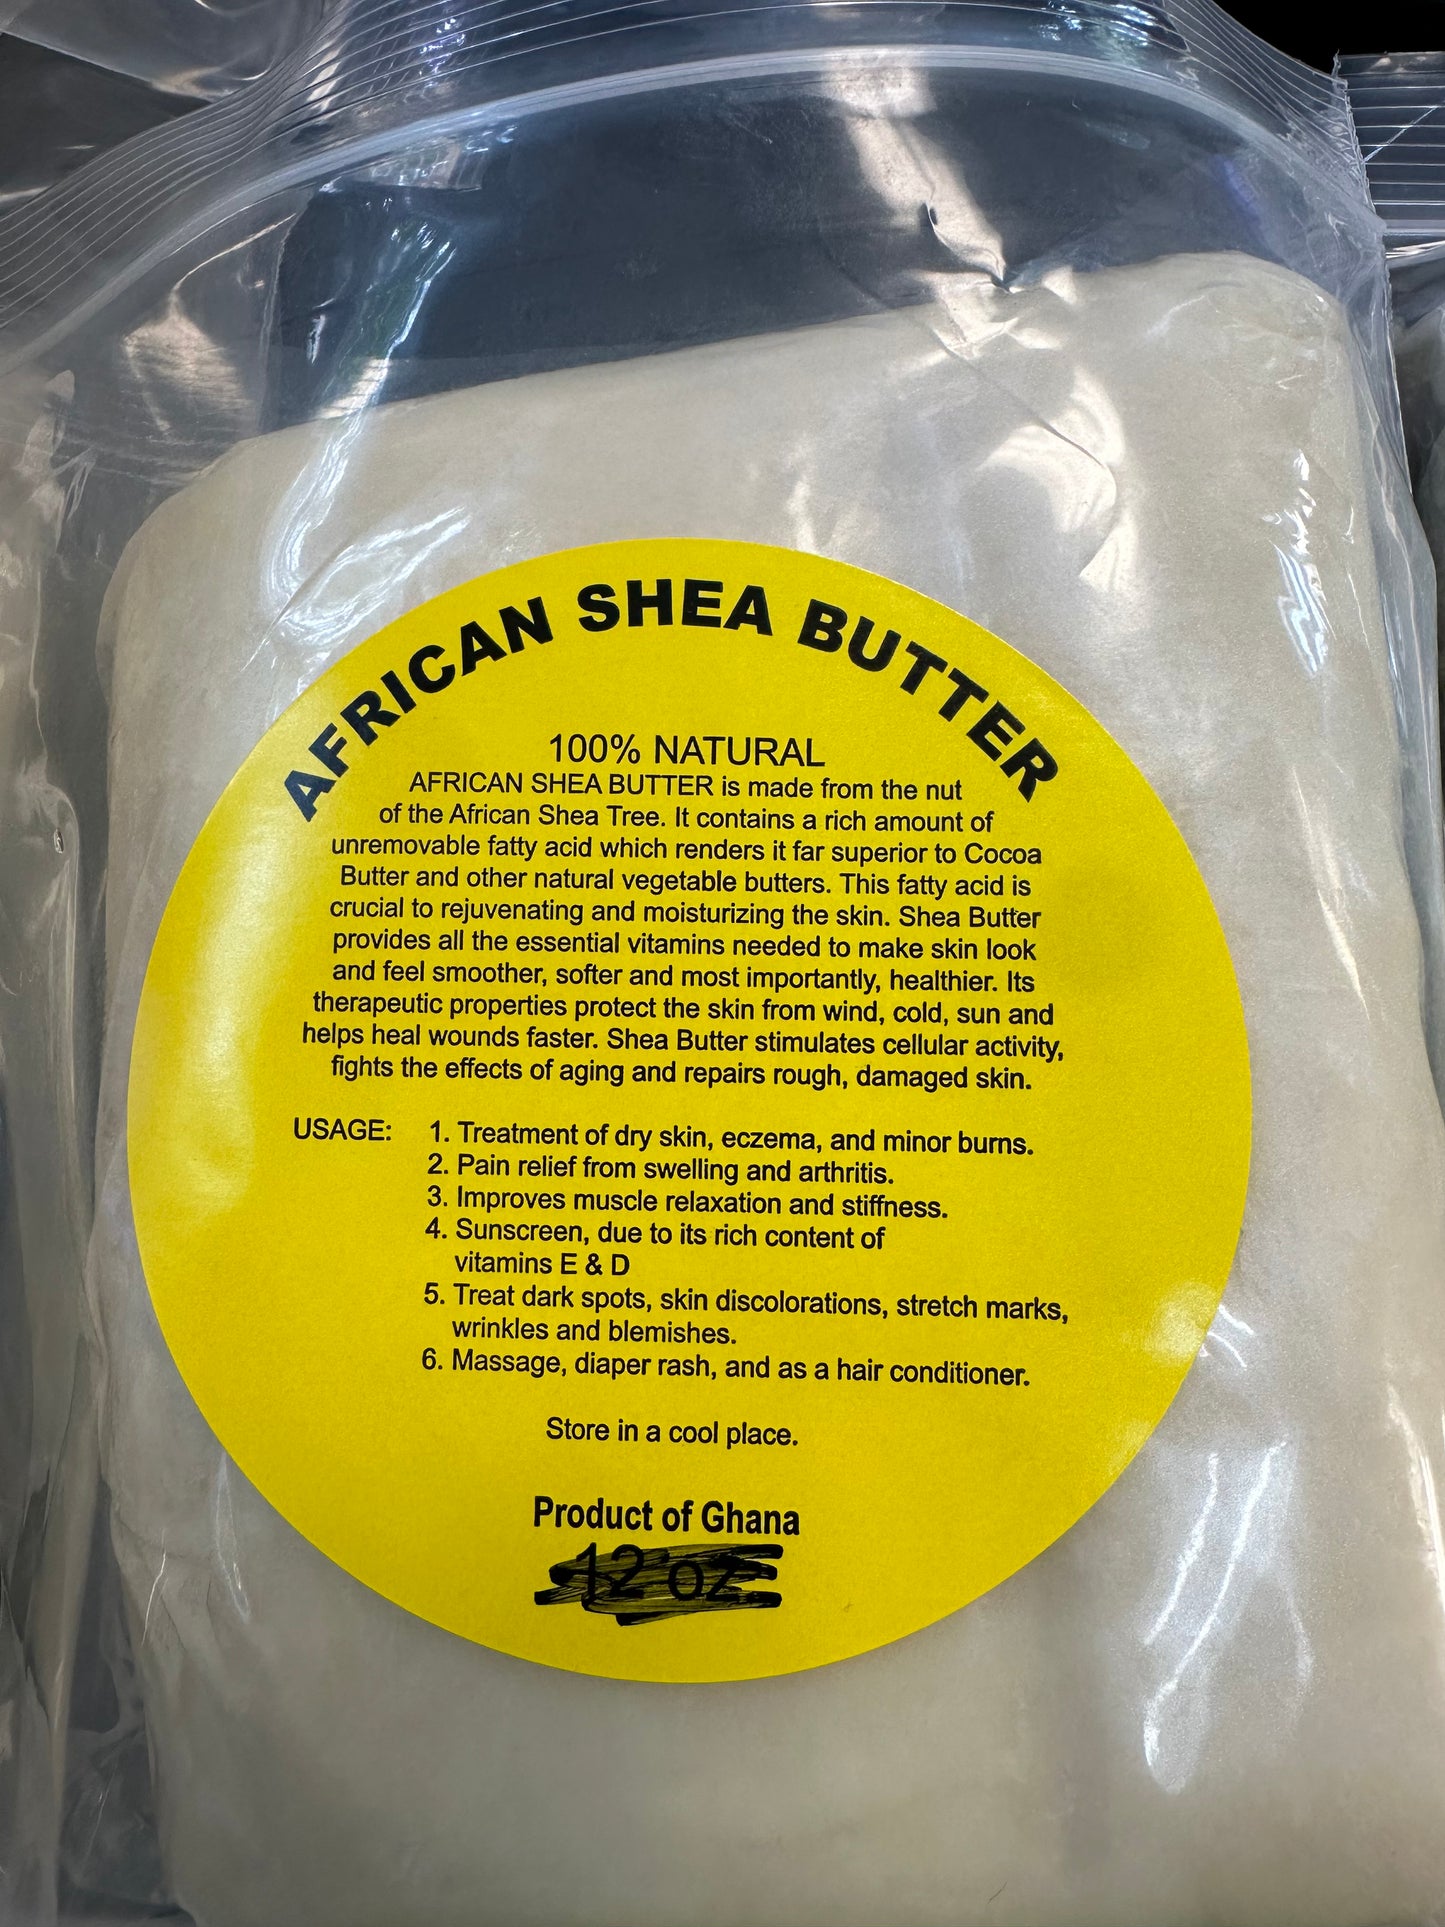 AFRICAN SHEA BUTTER
100% NATURAL
AFRICAN SHEA BUTTER is made from the nut
of the African Shea Tree. It contains a rich amount of
unremovable fatty acid which renders it far superior to Cocoa
Butter and other natural vegetable butters. This fatty acid is
crucial to rejuvenating and moisturizing the skin. Shea Butter
provides all the essential vitamins needed to make skin look
and feel smoother, softer and most importantly, healthier. Its
therapeutic properties protect the skin from wind, cold, sun and
helps heal wounds faster. Shea Butter stimulates cellular activity,
fights the effects of aging and repairs rough, damaged skin.
USAGE: 1. Treatment of dry skin, eczema, and minor burns.
2. Pain relief from swelling and arthritis.
3. Improves muscle relaxation and stiffness.
4. Sunscreen, due to its rich content of
vitamins E & D
5. Treat dark spots, skin discolorations, stretch marks,
wrinkles and blemishes.
6. Massage, diaper rash, and as a hair conditioner.
Store in a cool place.
Product of Ghana
12 oz.